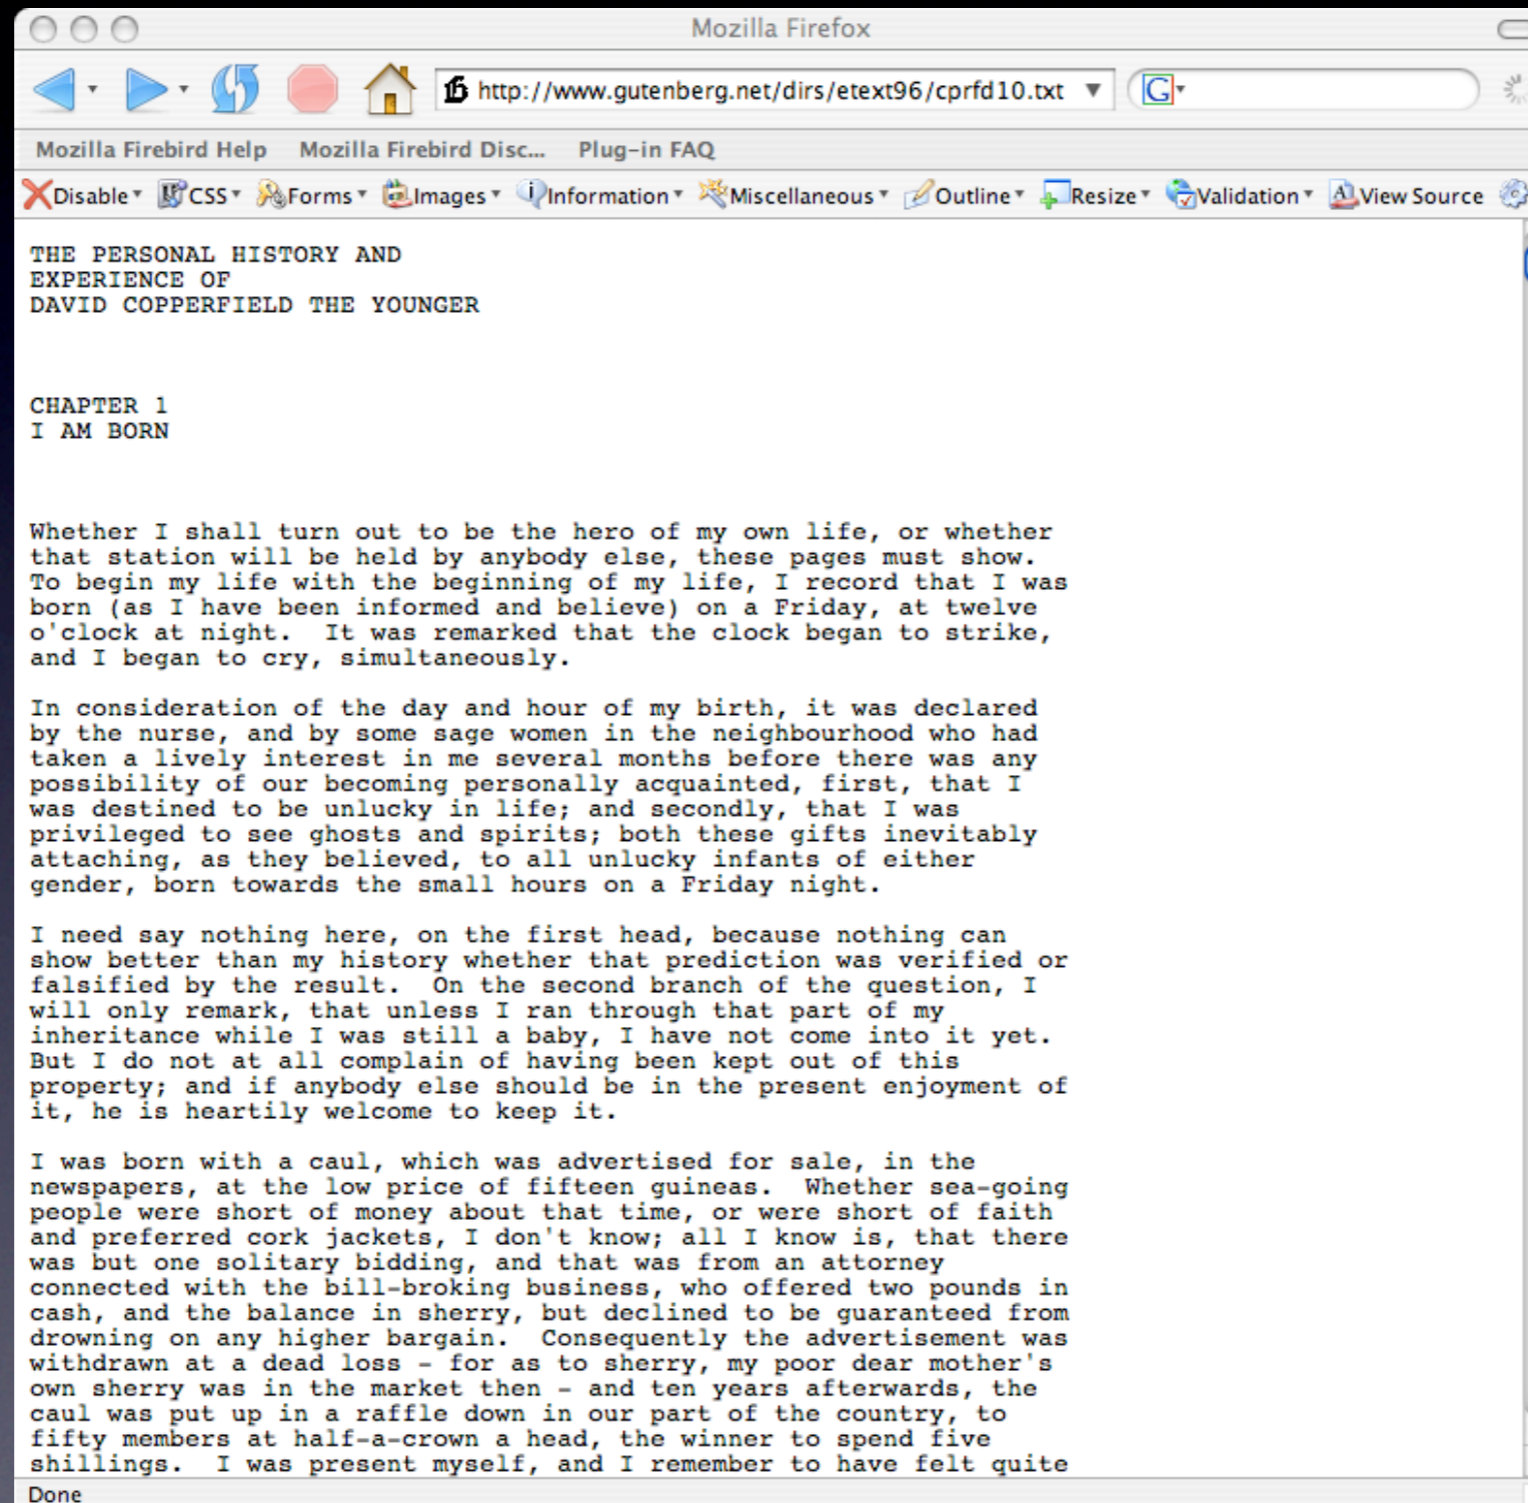 Mozilla Firefox
http://www.gutenberg.net/dirs/etext96/cprfd10.txt
Mozilla Firebird Help Mozilla Firebird Disc... Plug-in FAQ
Disable CSS Forms Images Information Miscellaneous Outline Resize Validation View Source
THE PERSONAL HISTORY AND
EXPERIENCE OF
DAVID COPPERFIELD THE YOUNGER
CHAPTER 1
I AM BORN
Whether I shall turn out to be the hero of my own life, or whether
that station will be held by anybody else, these pages must show.
To begin my life with the beginning of my life, I record that I was
born (as I have been informed and believe) on a Friday, at twelve
o'clock at night.  It was remarked that the clock began to strike,
and I began to cry, simultaneously.
In consideration of the day and hour of my birth, it was declared
by the nurse, and by some sage women in the neighbourhood who had
taken a lively interest in me several months before there was any
possibility of our becoming personally acquainted, first, that I
was destined to be unlucky in life; and secondly, that I was
privileged to see ghosts and spirits; both these gifts inevitably
attaching, as they believed, to all unlucky infants of either
gender, born towards the small hours on a Friday night.
I need say nothing here, on the first head, because nothing can
show better than my history whether that prediction was verified or
falsified by the result.  On the second branch of the question, I
will only remark, that unless I ran through that part of my
inheritance while I was still a baby, I have not come into it yet.
But I do not at all complain of having been kept out of this
property; and if anybody else should be in the present enjoyment of
it, he is heartily welcome to keep it.
I was born with a caul, which was advertised for sale, in the
newspapers, at the low price of fifteen guineas.  Whether sea-going
people were short of money about that time, or were short of faith
and preferred cork jackets, I don't know; all I know is, that there
was but one solitary bidding, and that was from an attorney
connected with the bill-broking business, who offered two pounds in
cash, and the balance in sherry, but declined to be guaranteed from
drowning on any higher bargain.  Consequently the advertisement was
withdrawn at a dead loss - for as to sherry, my poor dear mother's
own sherry was in the market then - and ten years afterwards, the
caul was put up in a raffle down in our part of the country, to
fifty members at half-a-crown a head, the winner to spend five
shillings.  I was present myself, and I remember to have felt quite
Done